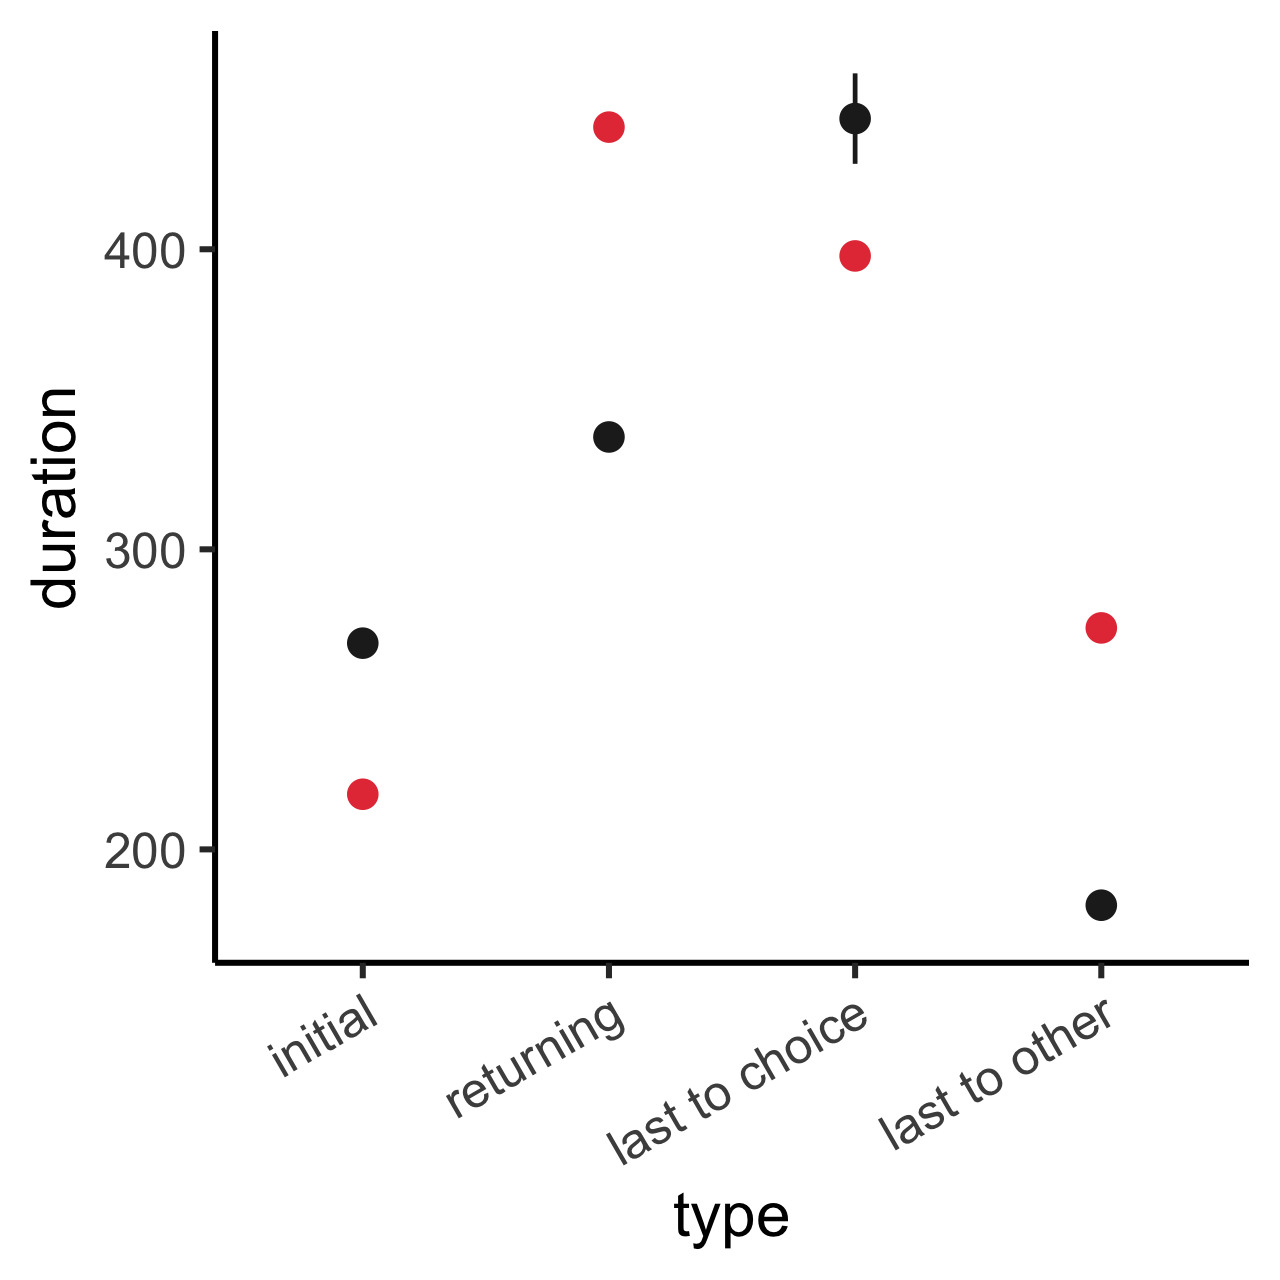 duration
400
300
200
initial
returning
last to choice
last to other
type